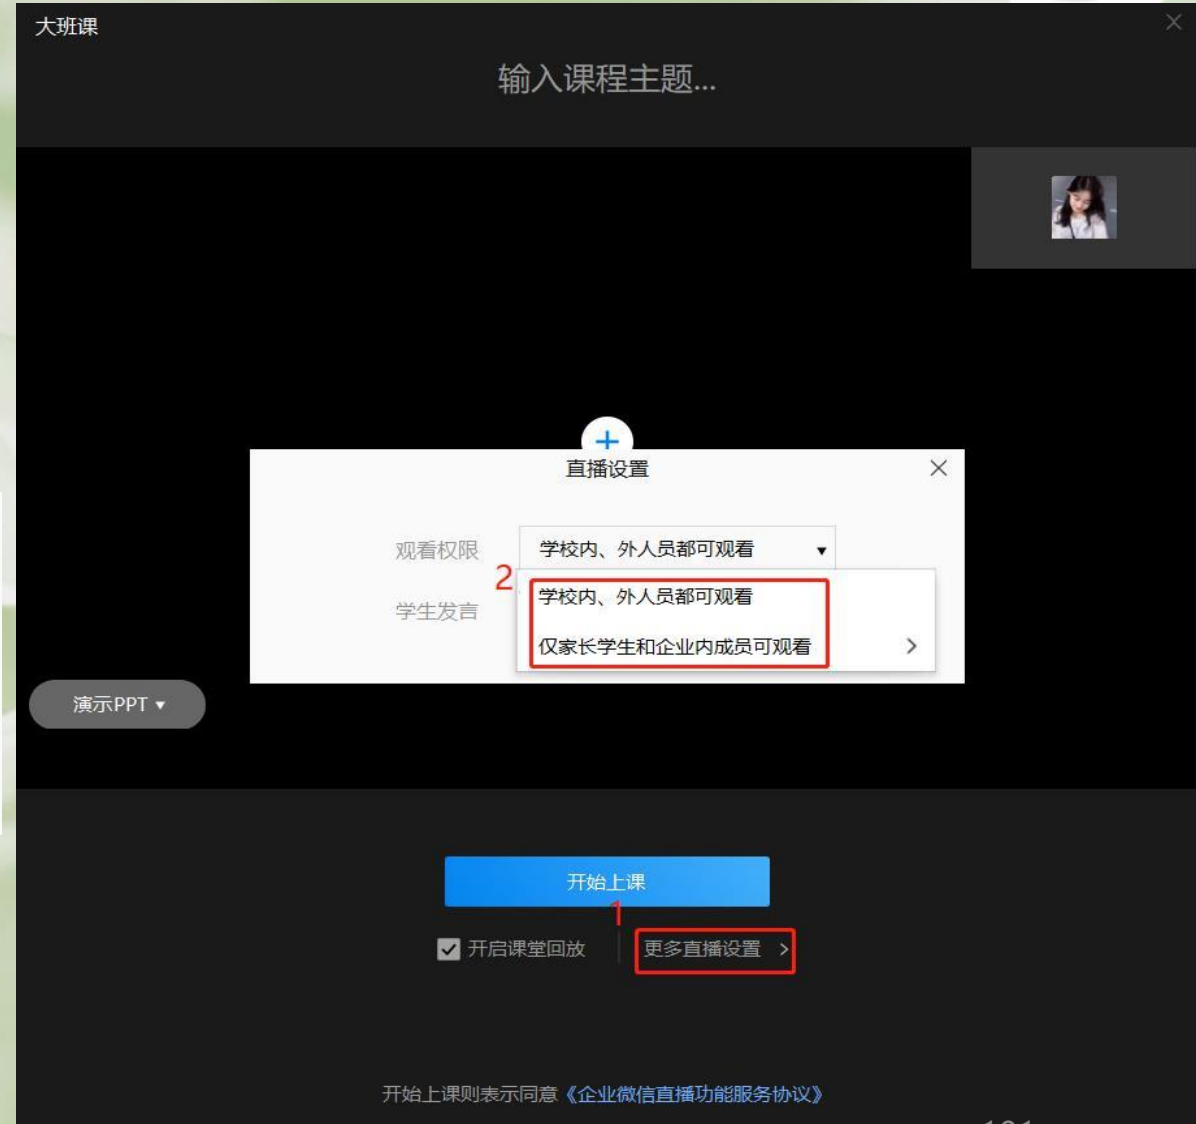 大班课
输入课程主题...
直播设置
观看权限
学校内、外人员都可观看
2
学校内、外人员都可观看
学生发言
仅家长学生和企业内成员可观看
演示PPT
开始上课
1
开启课堂回放
更多直播设置
开始上课则表示同意《企业微信直播功能服务协议》